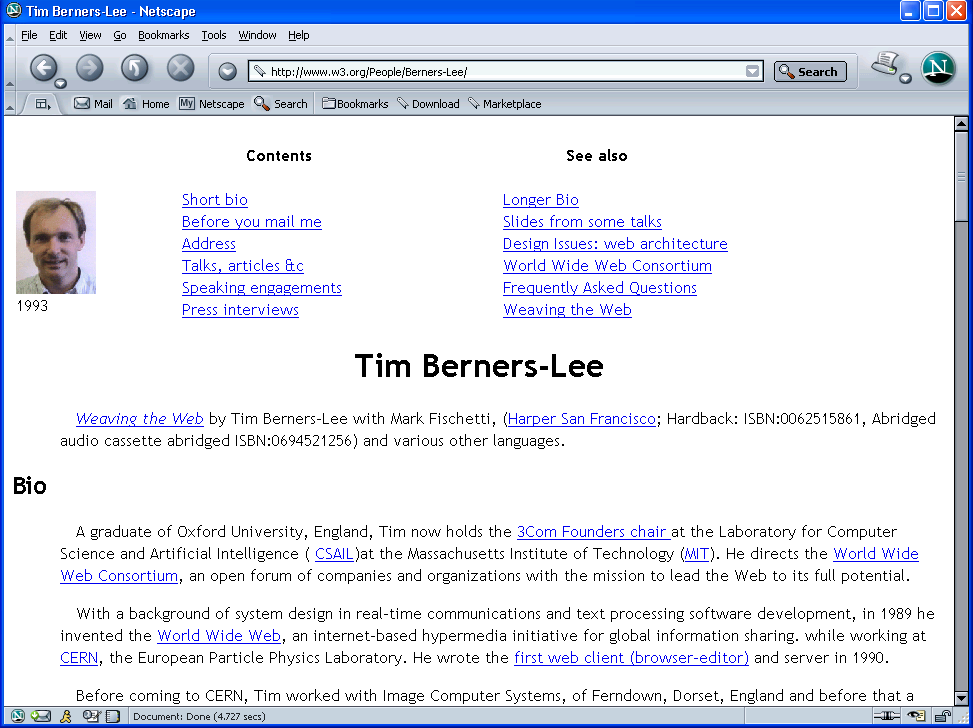 Tim Berners-Lee - Netscape
File Edit View Go Bookmarks Tools Window Help
http://www.w3.org/People/Berners-Lee/ Search N
Mail Home My Netscape Search Bookmarks Download Marketplace
Contents See also
Short bio Longer Bio
Before you mail me Slides from some talks
Address Design Issues: web architecture
Talks, articles &c World Wide Web Consortium
Speaking engagements Frequently Asked Questions
1993 Press interviews Weaving the Web
Tim Berners-Lee
Weaving the Web by Tim Berners-Lee with Mark Fischetti, (Harper San Francisco; Hardback: ISBN:0062515861, Abridged
audio cassette abridged ISBN:0694521256) and various other languages.
Bio
A graduate of Oxford University, England, Tim now holds the 3Com Founders chair at the Laboratory for Computer
Science and Artificial Intelligence ( CSAIL)at the Massachusetts Institute of Technology (MIT). He directs the World Wide
Web Consortium, an open forum of companies and organizations with the mission to lead the Web to its full potential.
With a background of system design in real-time communications and text processing software development, in 1989 he
invented the World Wide Web, an internet-based hypermedia initiative for global information sharing. while working at
CERN, the European Particle Physics Laboratory. He wrote the first web client (browser-editor) and server in 1990.
Before coming to CERN, Tim worked with Image Computer Systems, of Ferndown, Dorset, England and before that a
Document: Done (4.727 secs)